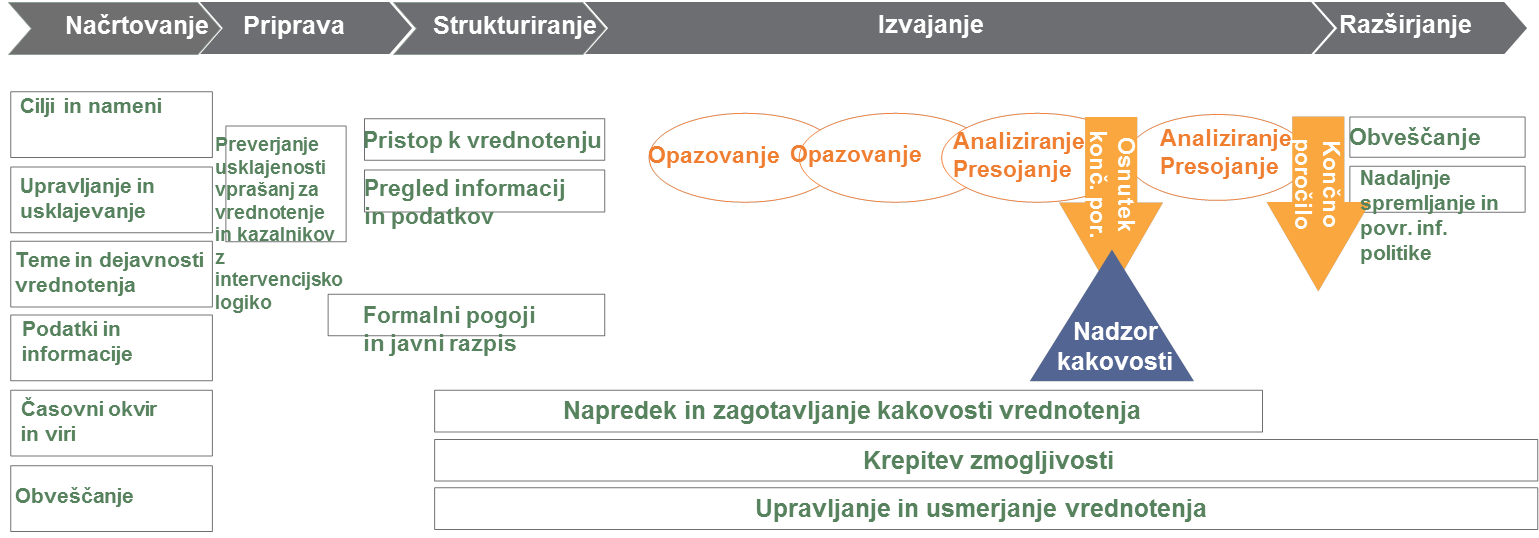 Načrtovanje
Priprava
Strukturiranje
Izvajanje
Razširjanje
Cilji in nameni
Upravljanje in
usklajevanje
Teme in dejavnosti
vrednotenja
Podatki in
informacije
Časovni okvir
in viri
Obveščanje
Preverjanje
usklajenosti
vprašanj za
vrednotenje
in kazalnikov
z
intervencijsko
logiko
Pristop k vrednotenju
Pregled informacij
in podatkov
Formalni pogoji
in javni razpis
Opazovanje
Opazovanje
Analiziranje
Presojanje
Osnutek
konč. por.
Analiziranje
Presojanje
Končno
poročilo
Obveščanje
Nadaljnje
spremljanje in
povr. inf.
politike
Nadzor
kakovosti
Napredek in zagotavljanje kakovosti vrednotenja
Krepitev zmogljivosti
Upravljanje in usmerjanje vrednotenja